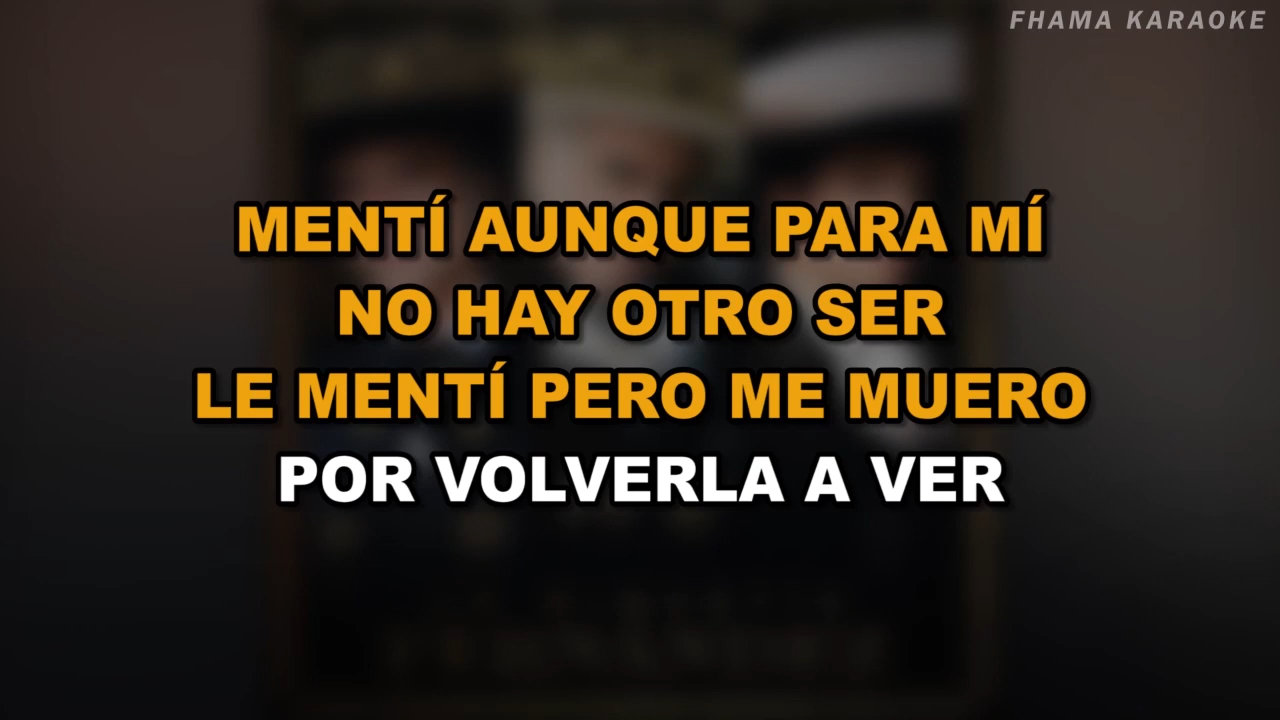 FHAMA KARAOKE
MENTÍ AUNQUE PARA MÍ
NO HAY OTRO SER
LE MENTÍ PERO ME MUERO
POR VOLVERLA A VER